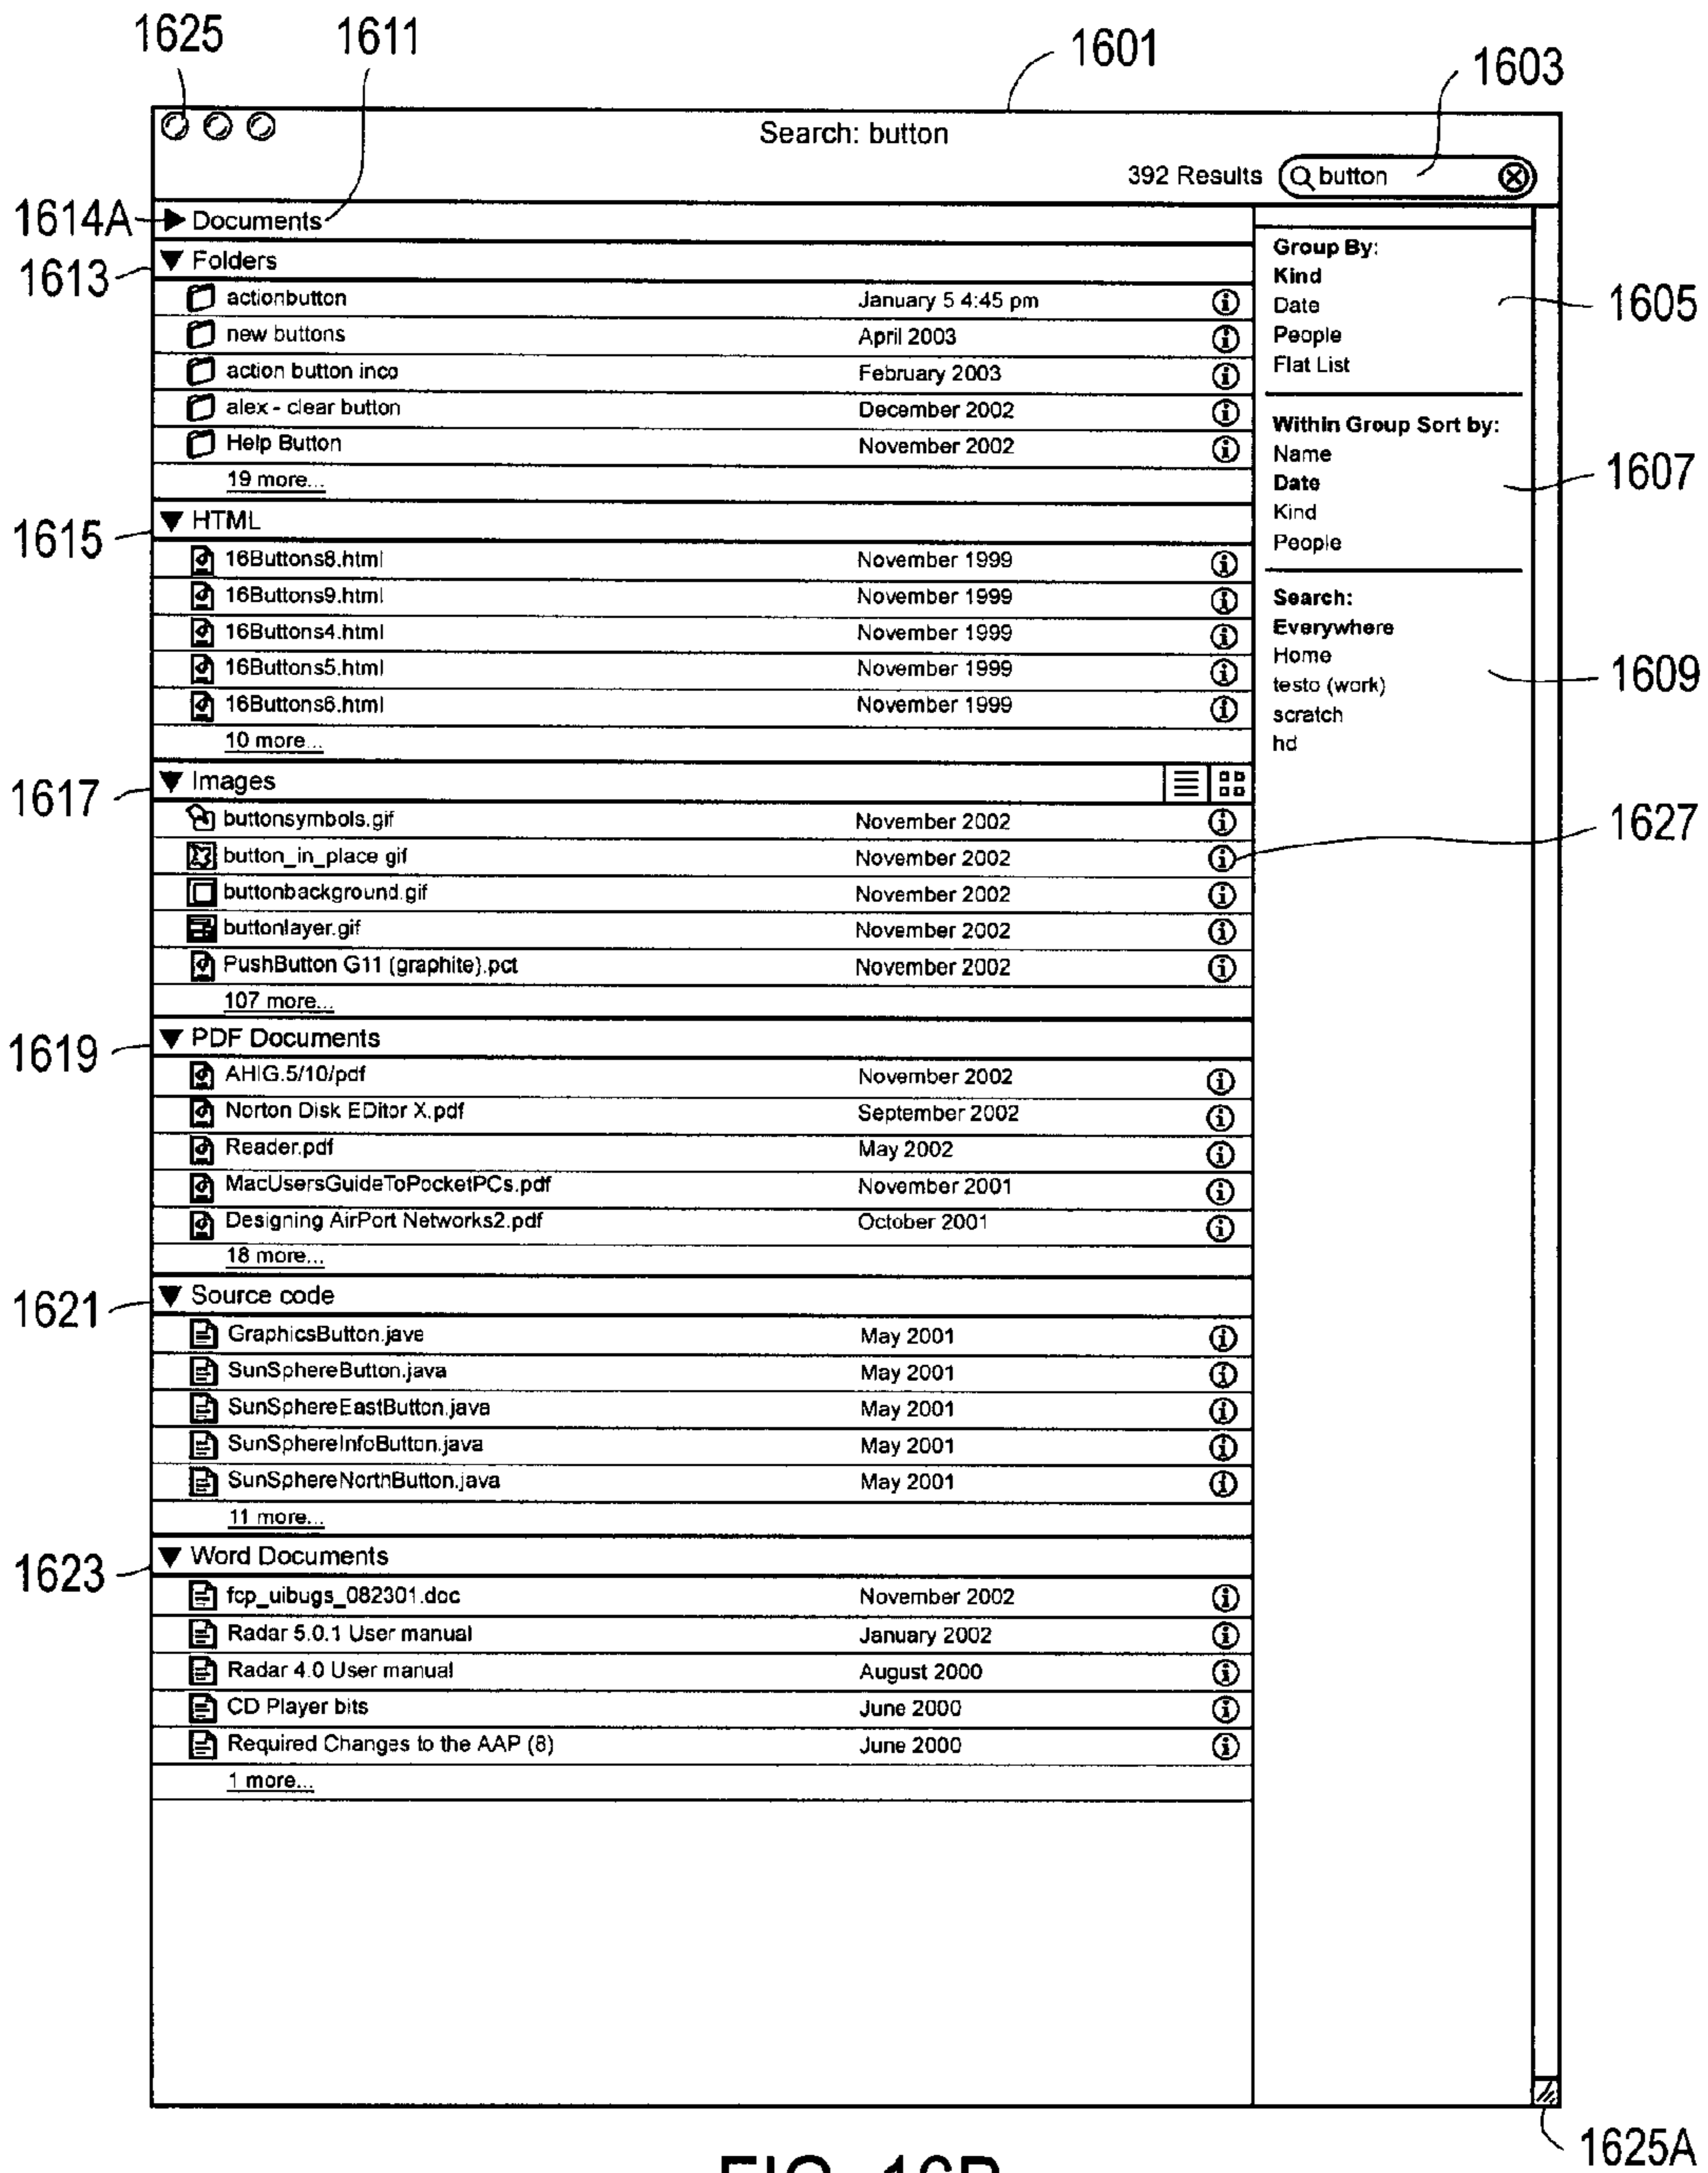 1625
1611
1601
1603
Search: button
392 Results
button
1614A
Documents
1613
Folders
actionbutton January 5 4:45 pm
new buttons April 2003
action button inco February 2003
alex - clear button December 2002
Help Button November 2002
19 more...
1615
HTML
16Buttons8.html November 1999
16Buttons9.html November 1999
16Buttons4.html November 1999
16Buttons5.html November 1999
16Buttons6.html November 1999
10 more...
1617
Images
buttonsymbols.gif November 2002
button_in_place gif November 2002
buttonbackground.gif November 2002
buttonlayer.gif November 2002
PushButton G11 (graphite).pct November 2002
107 more...
1619
PDF Documents
AHIG.5/10/pdf November 2002
Norton Disk EDitor X.pdf September 2002
Reader.pdf May 2002
MacUsersGuideToPocketPCs.pdf November 2001
Designing AirPort Networks2.pdf October 2001
18 more...
1621
Source code
GraphicsButton.jave May 2001
SunSphereButton.java May 2001
SunSphereEastButton.java May 2001
SunSphereInfoButton.java May 2001
SunSphereNorthButton.java May 2001
11 more...
1623
Word Documents
fcp_uibugs_082301.doc November 2002
Radar 5.0.1 User manual January 2002
Radar 4.0 User manual August 2000
CD Player bits June 2000
Required Changes to the AAP (8) June 2000
1 more...
Group By:
Kind
Date
People
Flat List
1605
Within Group Sort by:
Name
Date
Kind
People
1607
Search:
Everywhere
Home
testo (work)
scratch
hd
1609
1627
1625A
FIG. 16B